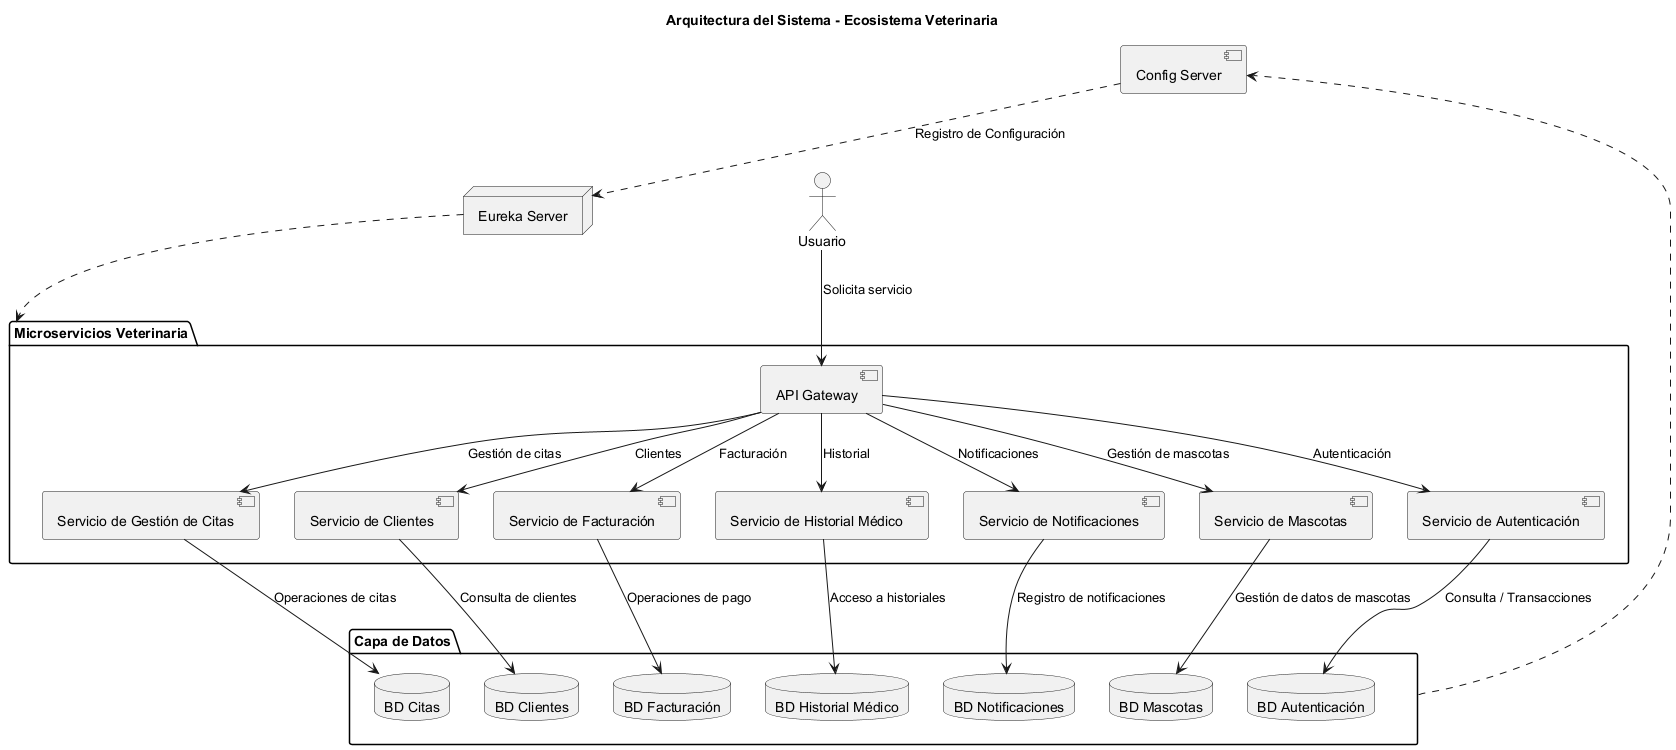 Arquitectura del Sistema - Ecosistema Veterinaria
Config Server
Registro de Configuración
Eureka Server
Usuario
Solicita servicio
Microservicios Veterinaria
API Gateway
Gestión de citas
Clientes
Facturación
Historial
Notificaciones
Gestión de mascotas
Autenticación
Servicio de Gestión de Citas
Servicio de Clientes
Servicio de Facturación
Servicio de Historial Médico
Servicio de Notificaciones
Servicio de Mascotas
Servicio de Autenticación
Operaciones de citas
Consulta de clientes
Operaciones de pago
Acceso a historiales
Registro de notificaciones
Gestión de datos de mascotas
Consulta / Transacciones
Capa de Datos
BD Citas
BD Clientes
BD Facturación
BD Historial Médico
BD Notificaciones
BD Mascotas
BD Autenticación